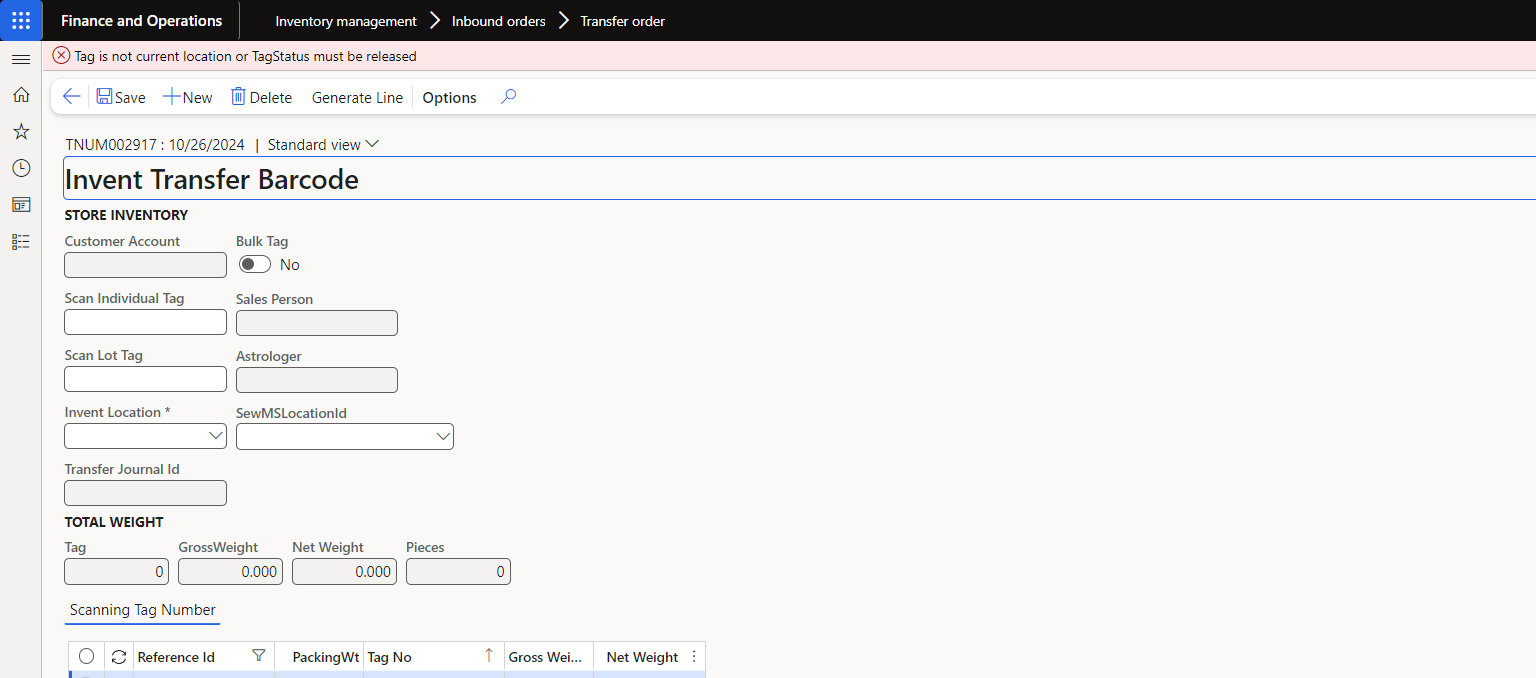 Finance and Operations Inventory management Inbound orders Transfer order
Tag is not current location or TagStatus must be released
Save New Delete Generate Line Options
TNUM002917 : 10/26/2024 | Standard view
Invent Transfer Barcode
STORE INVENTORY
Customer Account Bulk Tag
No
Scan Individual Tag Sales Person
Scan Lot Tag Astrologer
Invent Location * SewMSLocationId
Transfer Journal Id
TOTAL WEIGHT
Tag GrossWeight Net Weight Pieces
0 0.000 0.000 0
Scanning Tag Number
Reference Id PackingWt Tag No Gross Wei... Net Weight